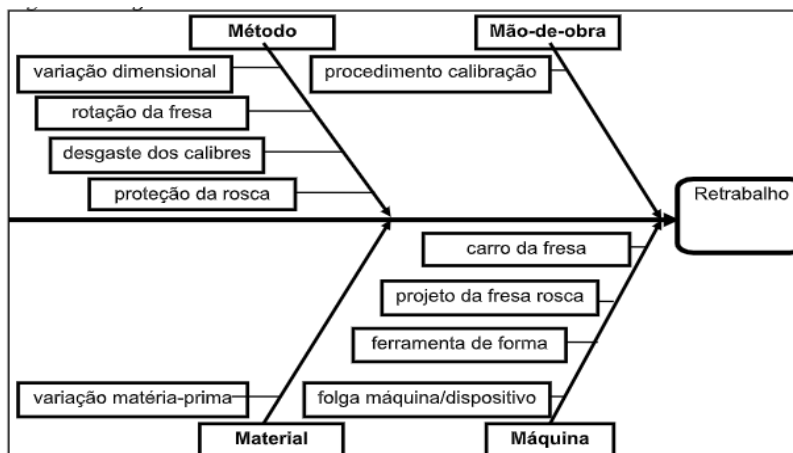 Método
Mão-de-obra
variação dimensional
procedimento calibração
rotação da fresa
desgaste dos calibres
proteção da rosca
Retrabalho
carro da fresa
projeto da fresa rosca
ferramenta de forma
variação matéria-prima
folga máquina/dispositivo
Material
Máquina